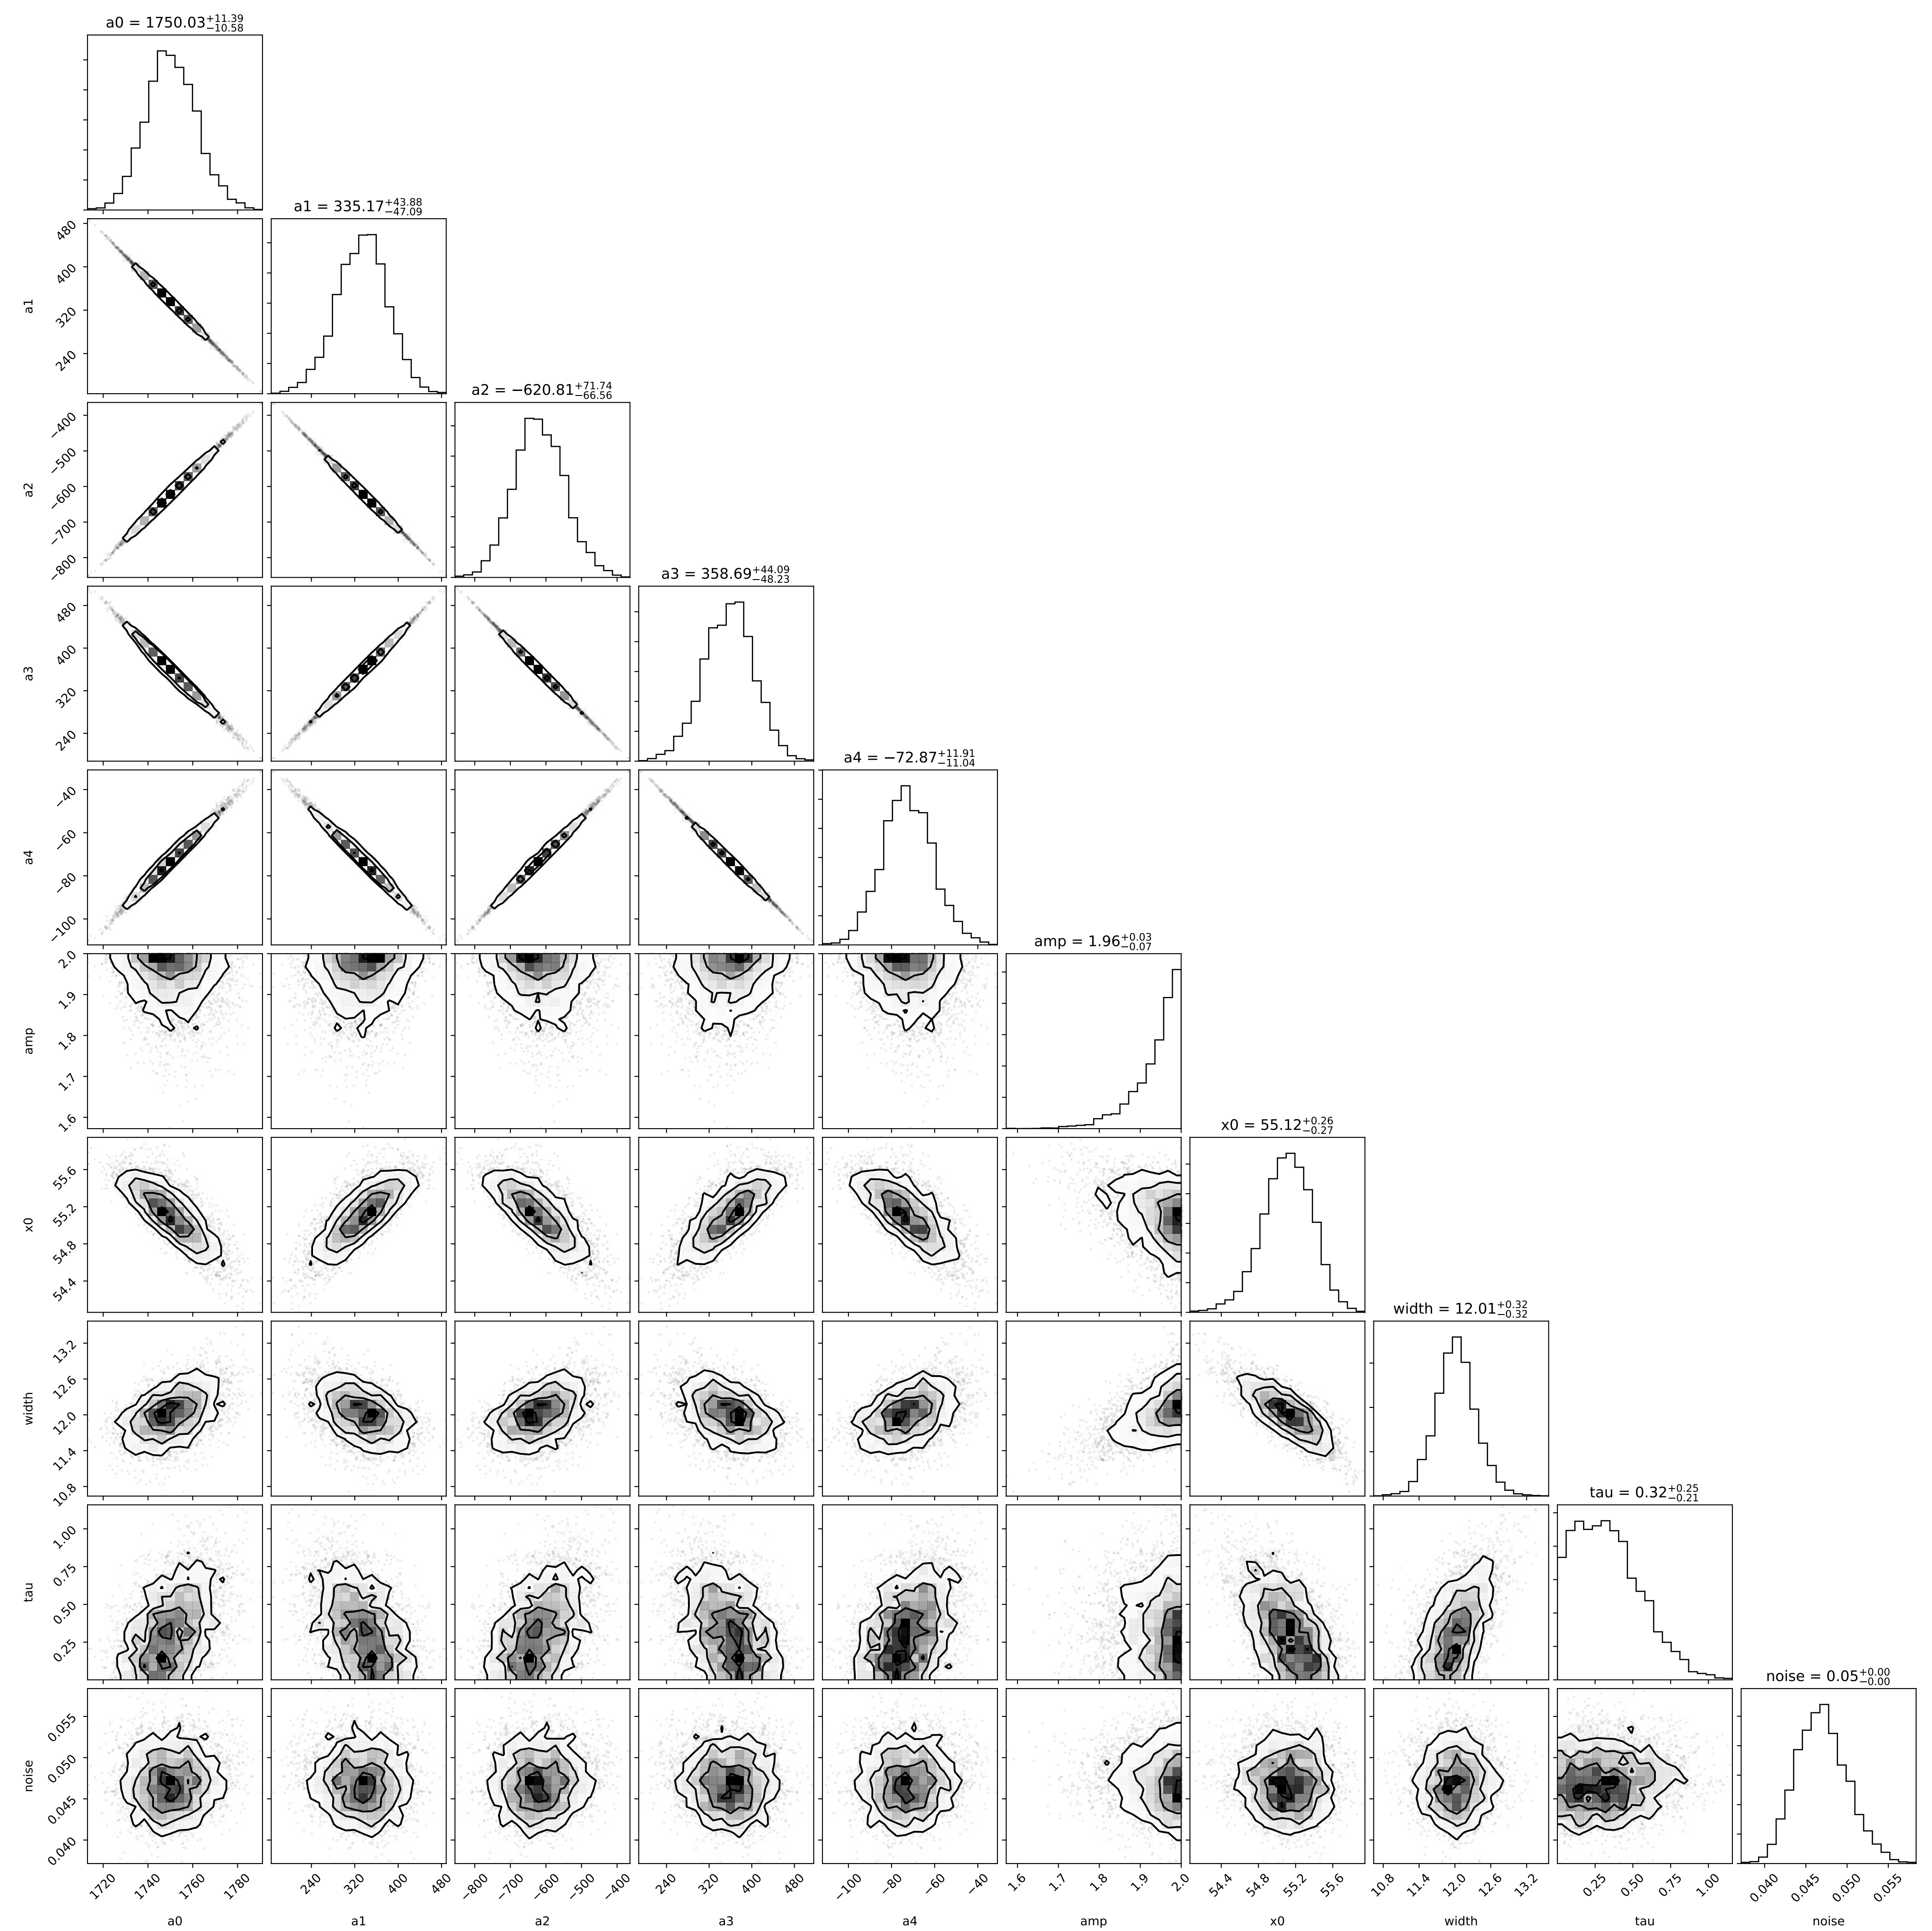 a0 = 1750.03+11.39−10.58
a1 = 335.17+43.88−47.09
480
400
320
240
a1
a2 = −620.81+71.74−66.56
−400
−500
−600
−700
−800
a2
a3 = 358.69+44.09−48.23
480
400
320
240
a3
a4 = −72.87+11.91−11.04
−40
−60
−80
−100
a4
amp = 1.96+0.03−0.07
2.0
1.9
1.8
1.7
1.6
amp
x0 = 55.12+0.26−0.27
55.6
55.2
54.8
54.4
x0
width = 12.01+0.32−0.32
13.2
12.6
12.0
11.4
10.8
width
tau = 0.32+0.25−0.21
1.00
0.75
0.50
0.25
tau
noise = 0.05+0.00−0.00
0.055
0.050
0.045
0.040
noise
1720 1740 1760 1780 240 320 400 480 −800 −700 −600 −500 −400 240 320 400 480 −100 −80 −60 −40 1.6 1.7 1.8 1.9 2.0 54.4 54.8 55.2 55.6 10.8 11.4 12.0 12.6 13.2 0.25 0.50 0.75 1.00 0.040 0.045 0.050 0.055
a0 a1 a2 a3 a4 amp x0 width tau noise